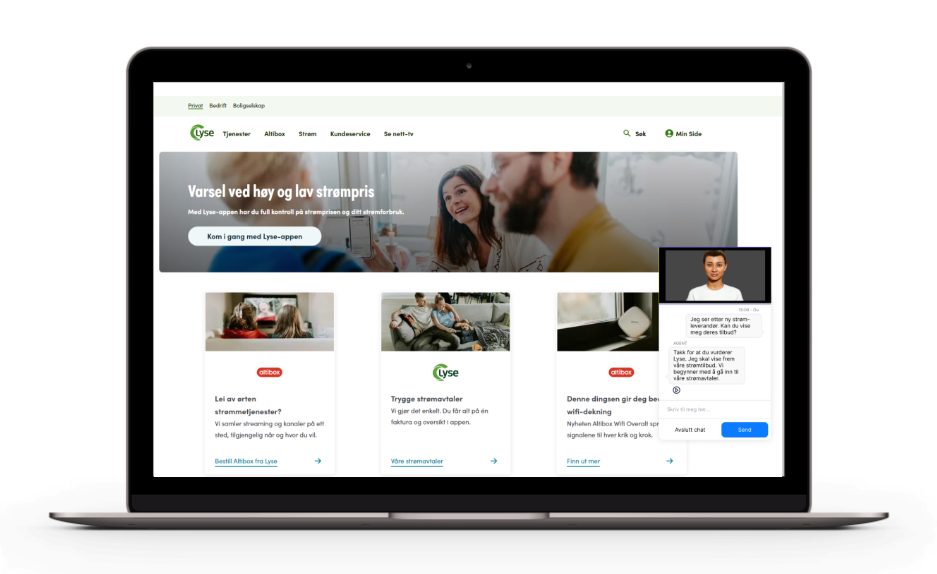 Privat Bedrift Boligselskap
Lyse Tjenester Altibox Strøm Kundeservice Se nett-tv Søk Min Side
Varsel ved høy og lav strømpris
Med Lyse-appen har du full kontroll på strømprisen og ditt strømforbruk.
Kom i gang med Lyse-appen
altibox
Lei av ørten
strømmetjenester?
Vi samler streaming og kanaler på ett
sted, tilgjengelig når og hvor du vil.
Bestill Altibox fra Lyse
Lyse
Trygge strømavtaler
Vi gjør det enkelt. Du får alt på én
faktura og oversikt i appen.
Våre strømavtaler
altibox
Denne dingsen gir deg be
wifi-dekning
Nyheten Altibox Wifi Overalt spr
signalene til hver krik og krok.
Finn ut mer
Jeg ser etter ny strøm-
leverandør. Kan du vise
meg deres tilbud?
AGENT
Takk for at du vurderer
Lyse. Jeg skal vise frem
våre strømtilbud. Vi
begynner med å gå inn til
våre strømavtaler.
Skriv til meg her...
Avslutt chat
Send